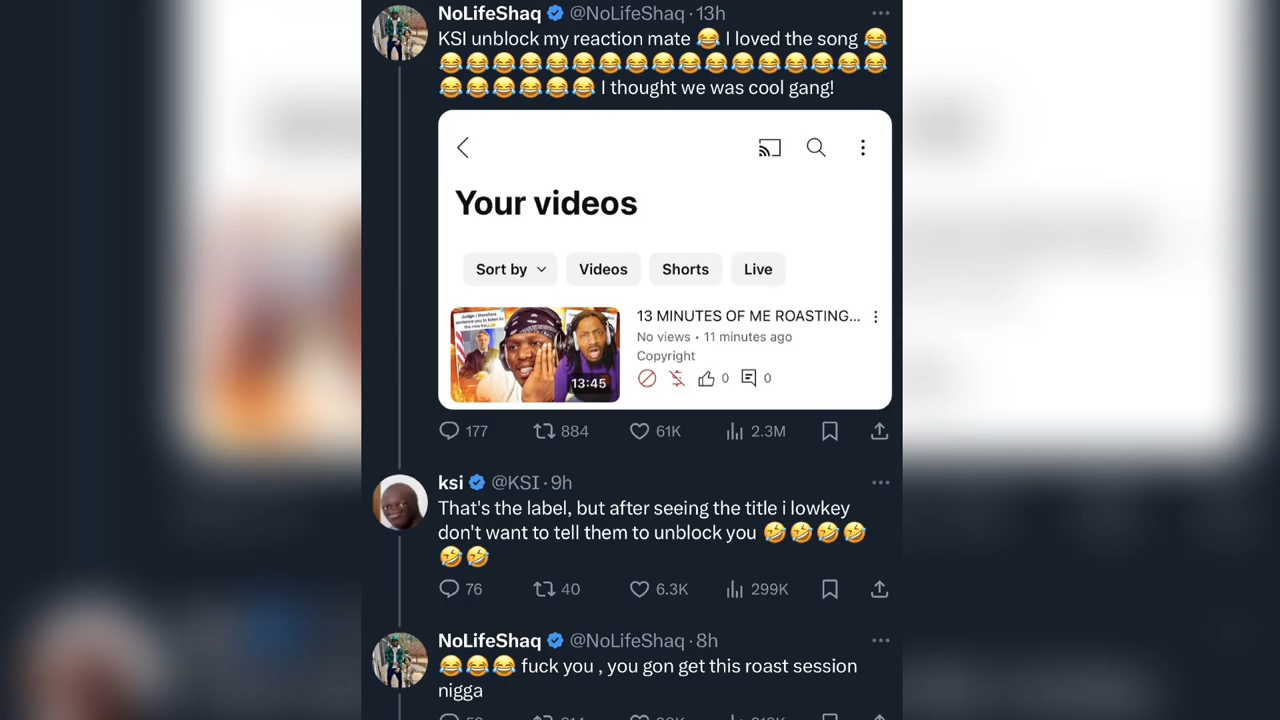 NoLifeShaq @NoLifeShaq · 13h
KSI unblock my reaction mate 😂 I loved the song 😂
😂😂😂😂😂😂😂😂😂😂😂😂😂😂😂😂😂
😂😂😂😂😂😂 I thought we was cool gang!
Your videos
Sort by
Videos
Shorts
Live
13 MINUTES OF ME ROASTING...
No views • 11 minutes ago
Copyright
0
0
13:45
177
884
61K
2.3M
ksi @KSI · 9h
That's the label, but after seeing the title i lowkey
don't want to tell them to unblock you 🤣🤣🤣🤣
🤣🤣
76
40
6.3K
299K
NoLifeShaq @NoLifeShaq · 8h
😂😂😂 fuck you , you gon get this roast session
nigga